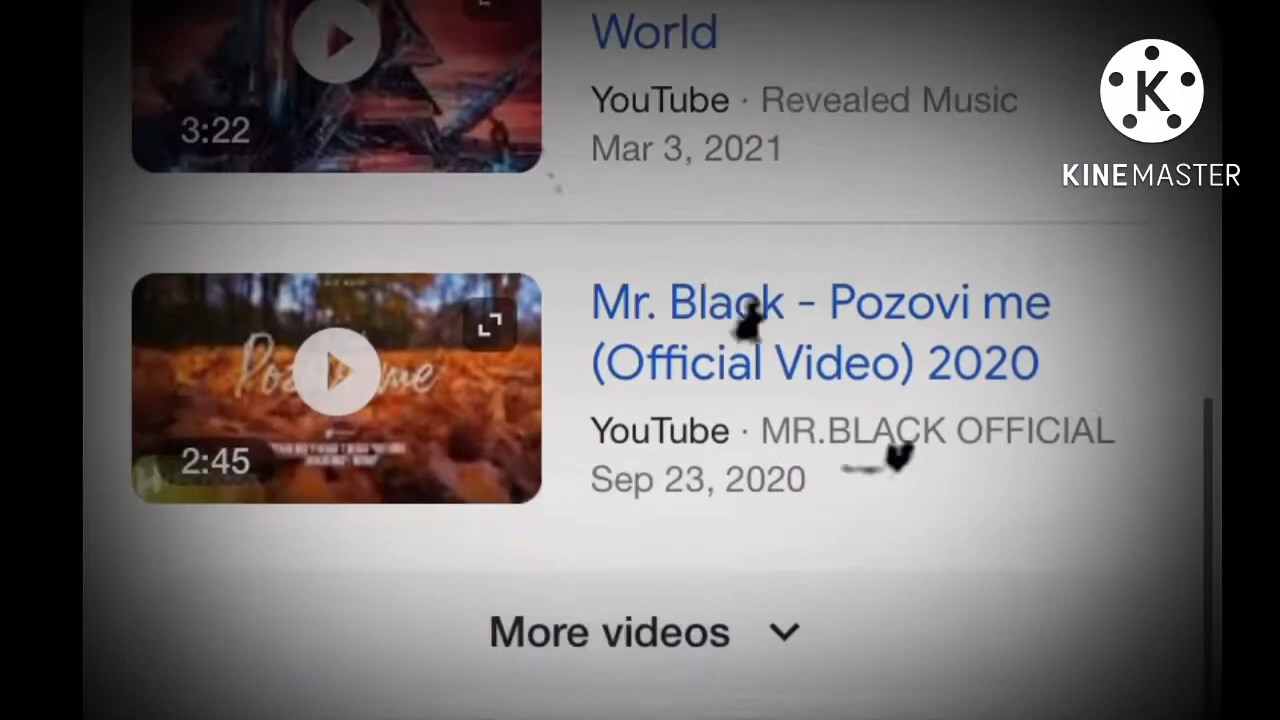 World
YouTube · Revealed Music
Mar 3, 2021
3:22
K
KINEMASTER
Mr. Black - Pozovi me
(Official Video) 2020
YouTube · MR.BLACK OFFICIAL
Sep 23, 2020
2:45
More videos